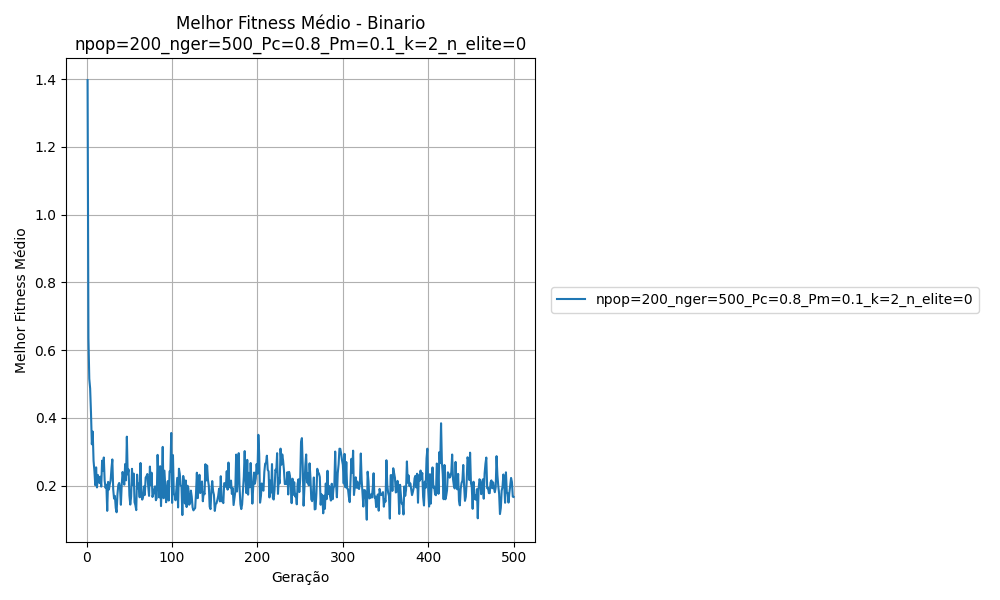 Melhor Fitness Médio - Binario
npop=200_nger=500_Pc=0.8_Pm=0.1_k=2_n_elite=0
1.4
1.2
1.0
0.8
0.6
0.4
0.2
Melhor Fitness Médio
0 100 200 300 400 500
Geração
npop=200_nger=500_Pc=0.8_Pm=0.1_k=2_n_elite=0